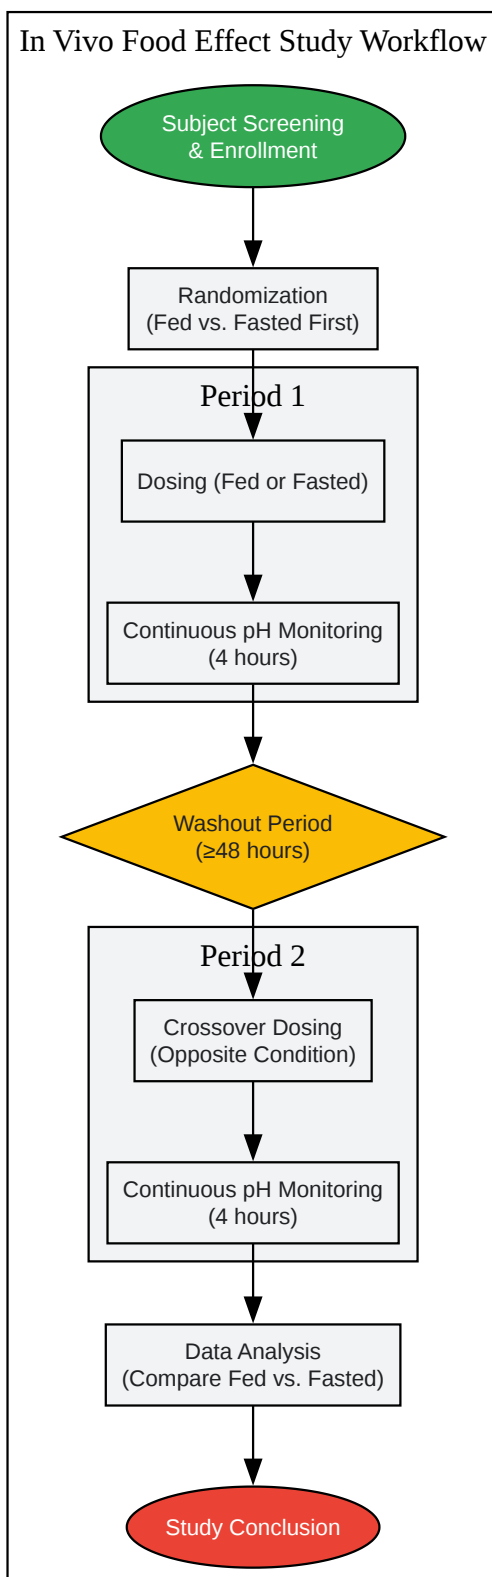 In Vivo Food Effect Study Workflow
Subject Screening
& Enrollment
Randomization
(Fed vs. Fasted First)
Period 1
Dosing (Fed or Fasted)
Continuous pH Monitoring
(4 hours)
Washout Period
(≥48 hours)
Period 2
Crossover Dosing
(Opposite Condition)
Continuous pH Monitoring
(4 hours)
Data Analysis
(Compare Fed vs. Fasted)
Study Conclusion